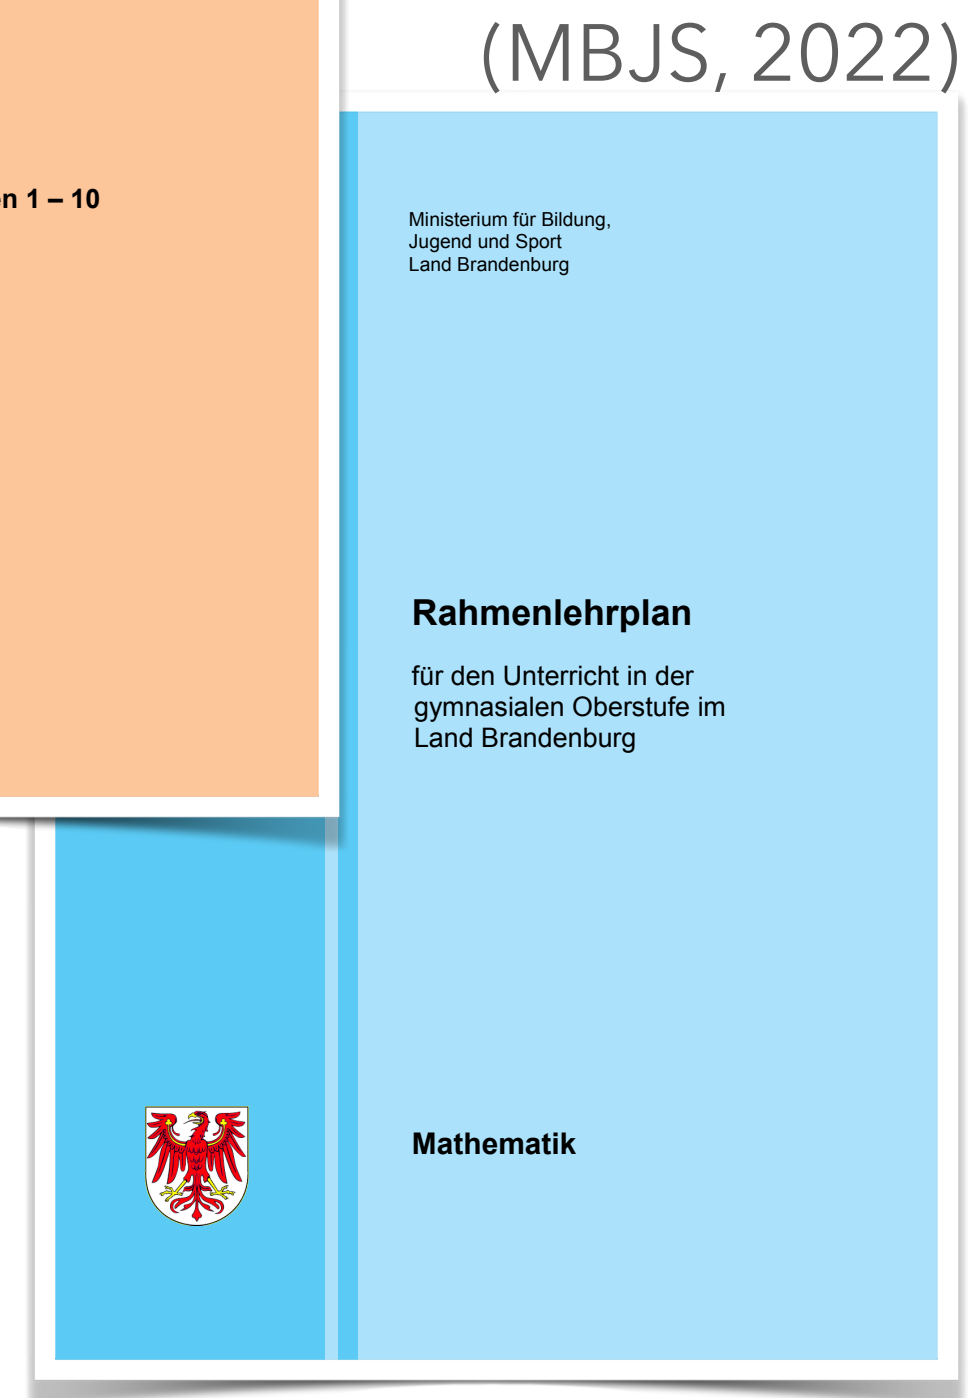 (MBJS, 2022)
1 – 10
Ministerium für Bildung,
Jugend und Sport
Land Brandenburg
Rahmenlehrplan
für den Unterricht in der
gymnasialen Oberstufe im
Land Brandenburg
Mathematik